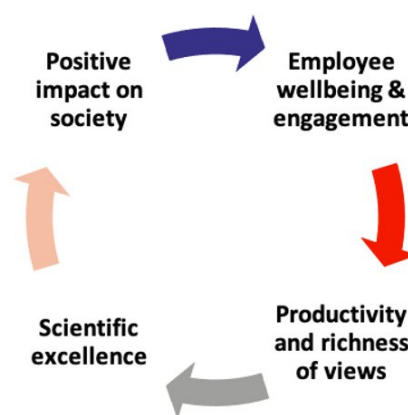 Positive
impact on
society
Employee
wellbeing &
engagement
Productivity
and richness
of views
Scientific
excellence